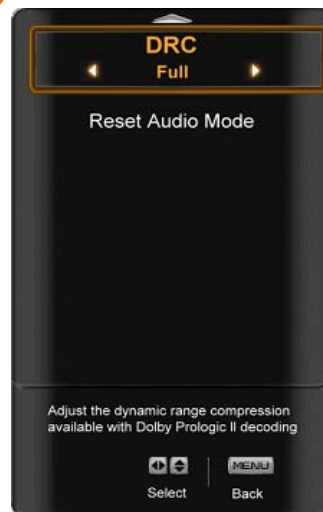 DRC
Full
Reset Audio Mode
Adjust the dynamic range compression
available with Dolby Prologic II decoding
MENU
Select Back